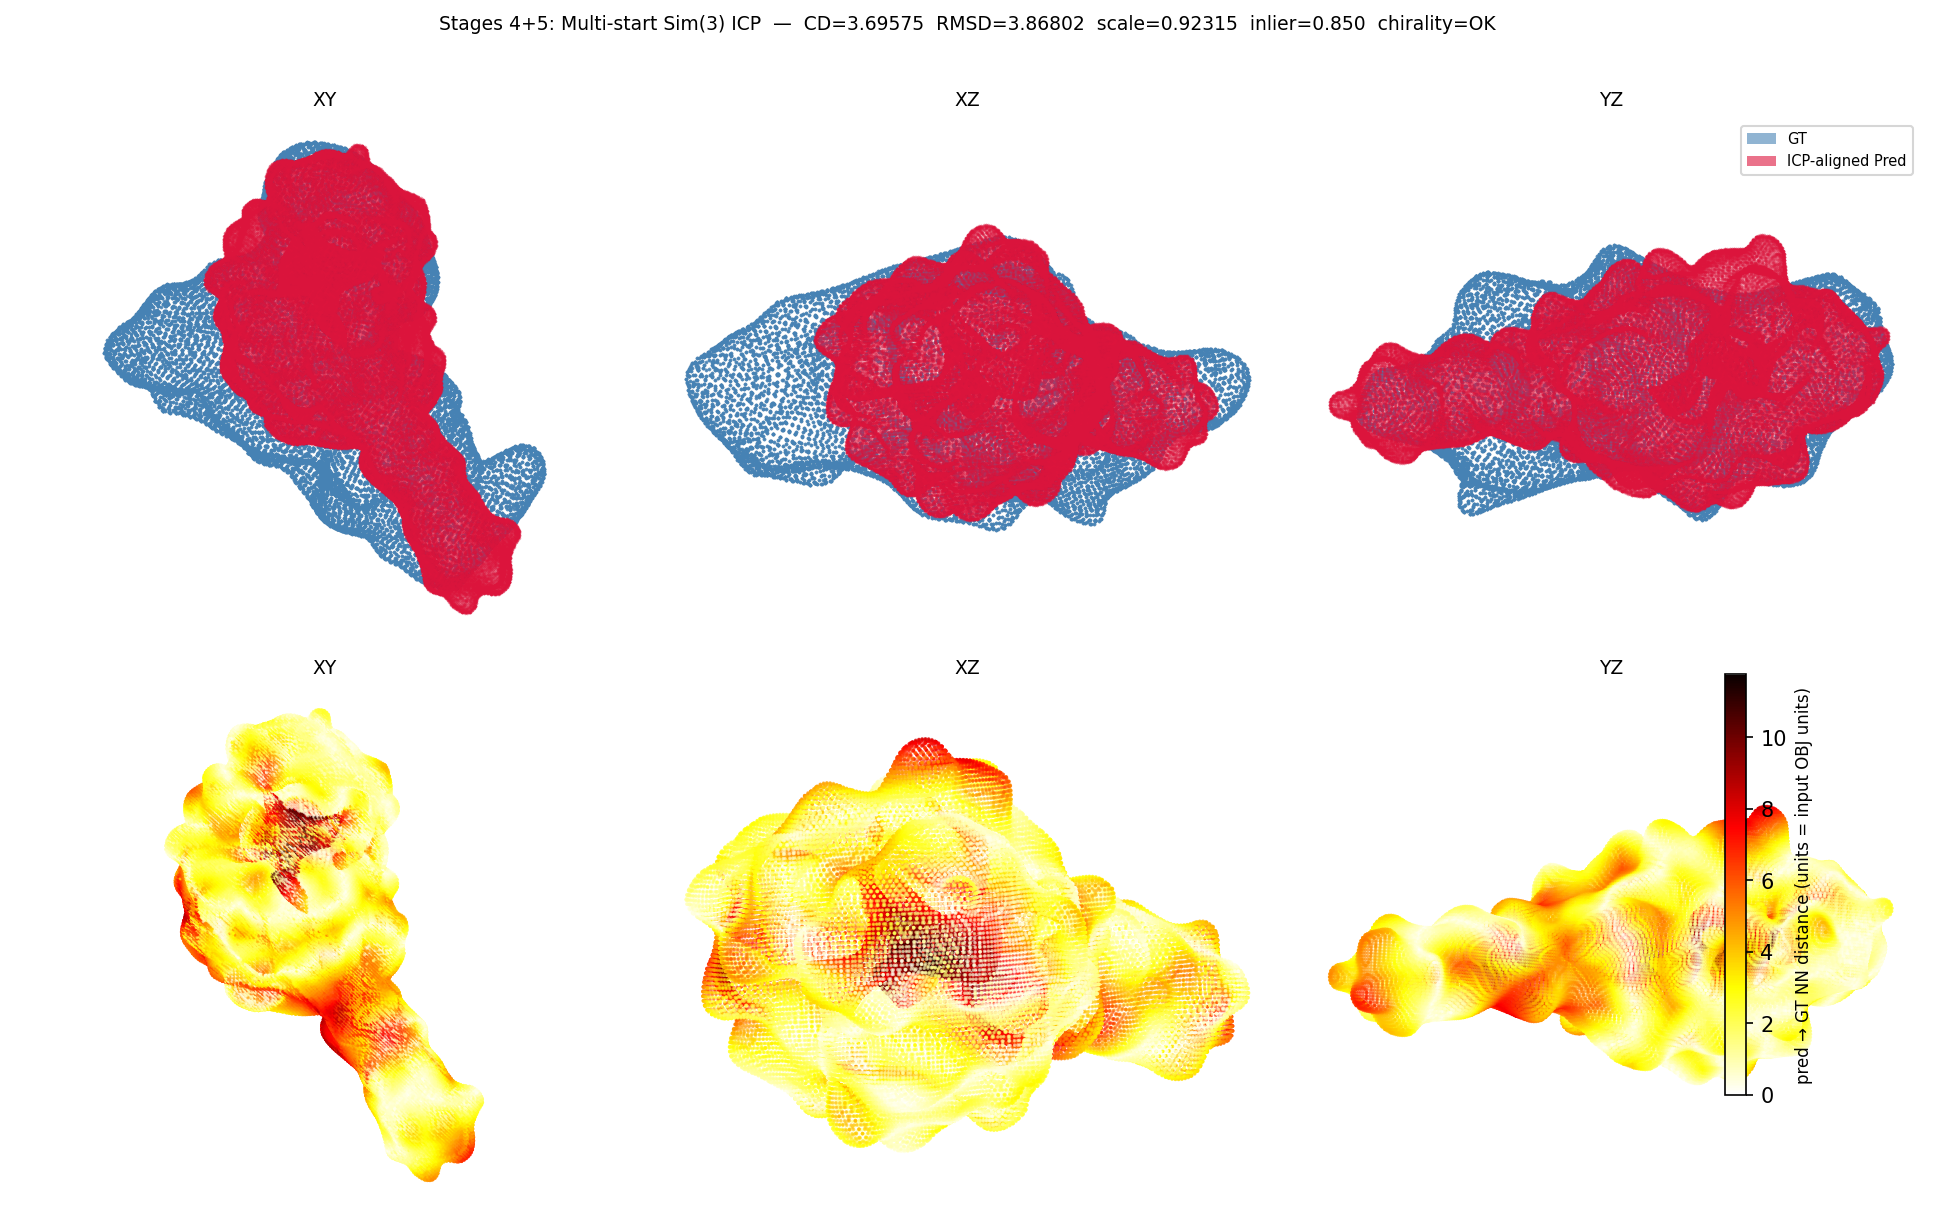 Stages 4+5: Multi-start Sim(3) ICP — CD=3.69575 RMSD=3.86802 scale=0.92315 inlier=0.850 chirality=OK
XY
XZ
YZ
GT
ICP-aligned Pred
XY
XZ
YZ
10
8
6
4
2
0
pred → GT NN distance (units = input OBJ units)